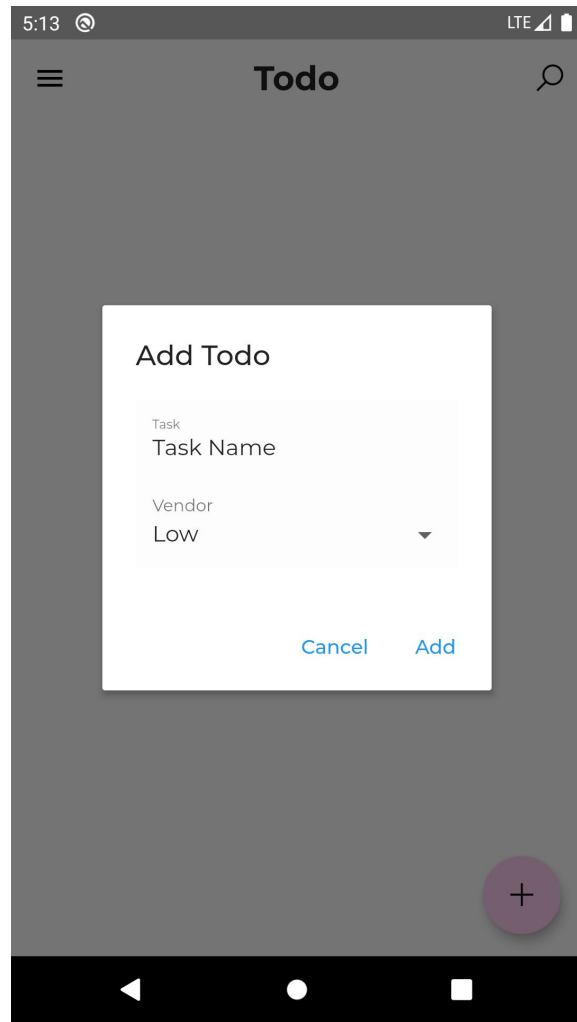 5:13 LTE
Todo
Add Todo
Task
Task Name
Vendor
Low
Cancel Add